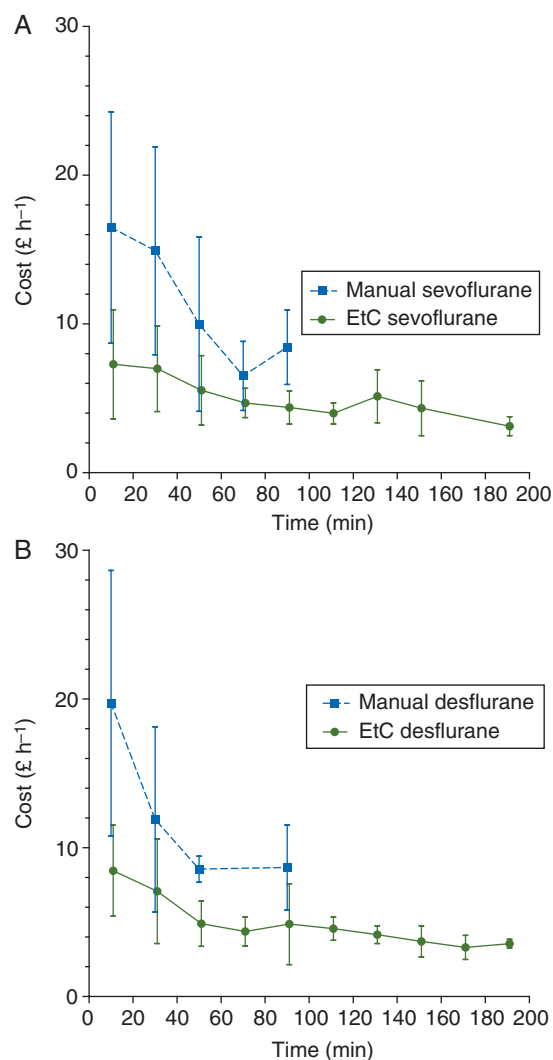 A
30
20
10
0
Cost (£ h⁻¹)
Manual sevoflurane
EtC sevoflurane
0 20 40 60 80 100 120 140 160 180 200
Time (min)
B
30
20
10
0
Cost (£ h⁻¹)
Manual desflurane
EtC desflurane
0 20 40 60 80 100 120 140 160 180 200
Time (min)